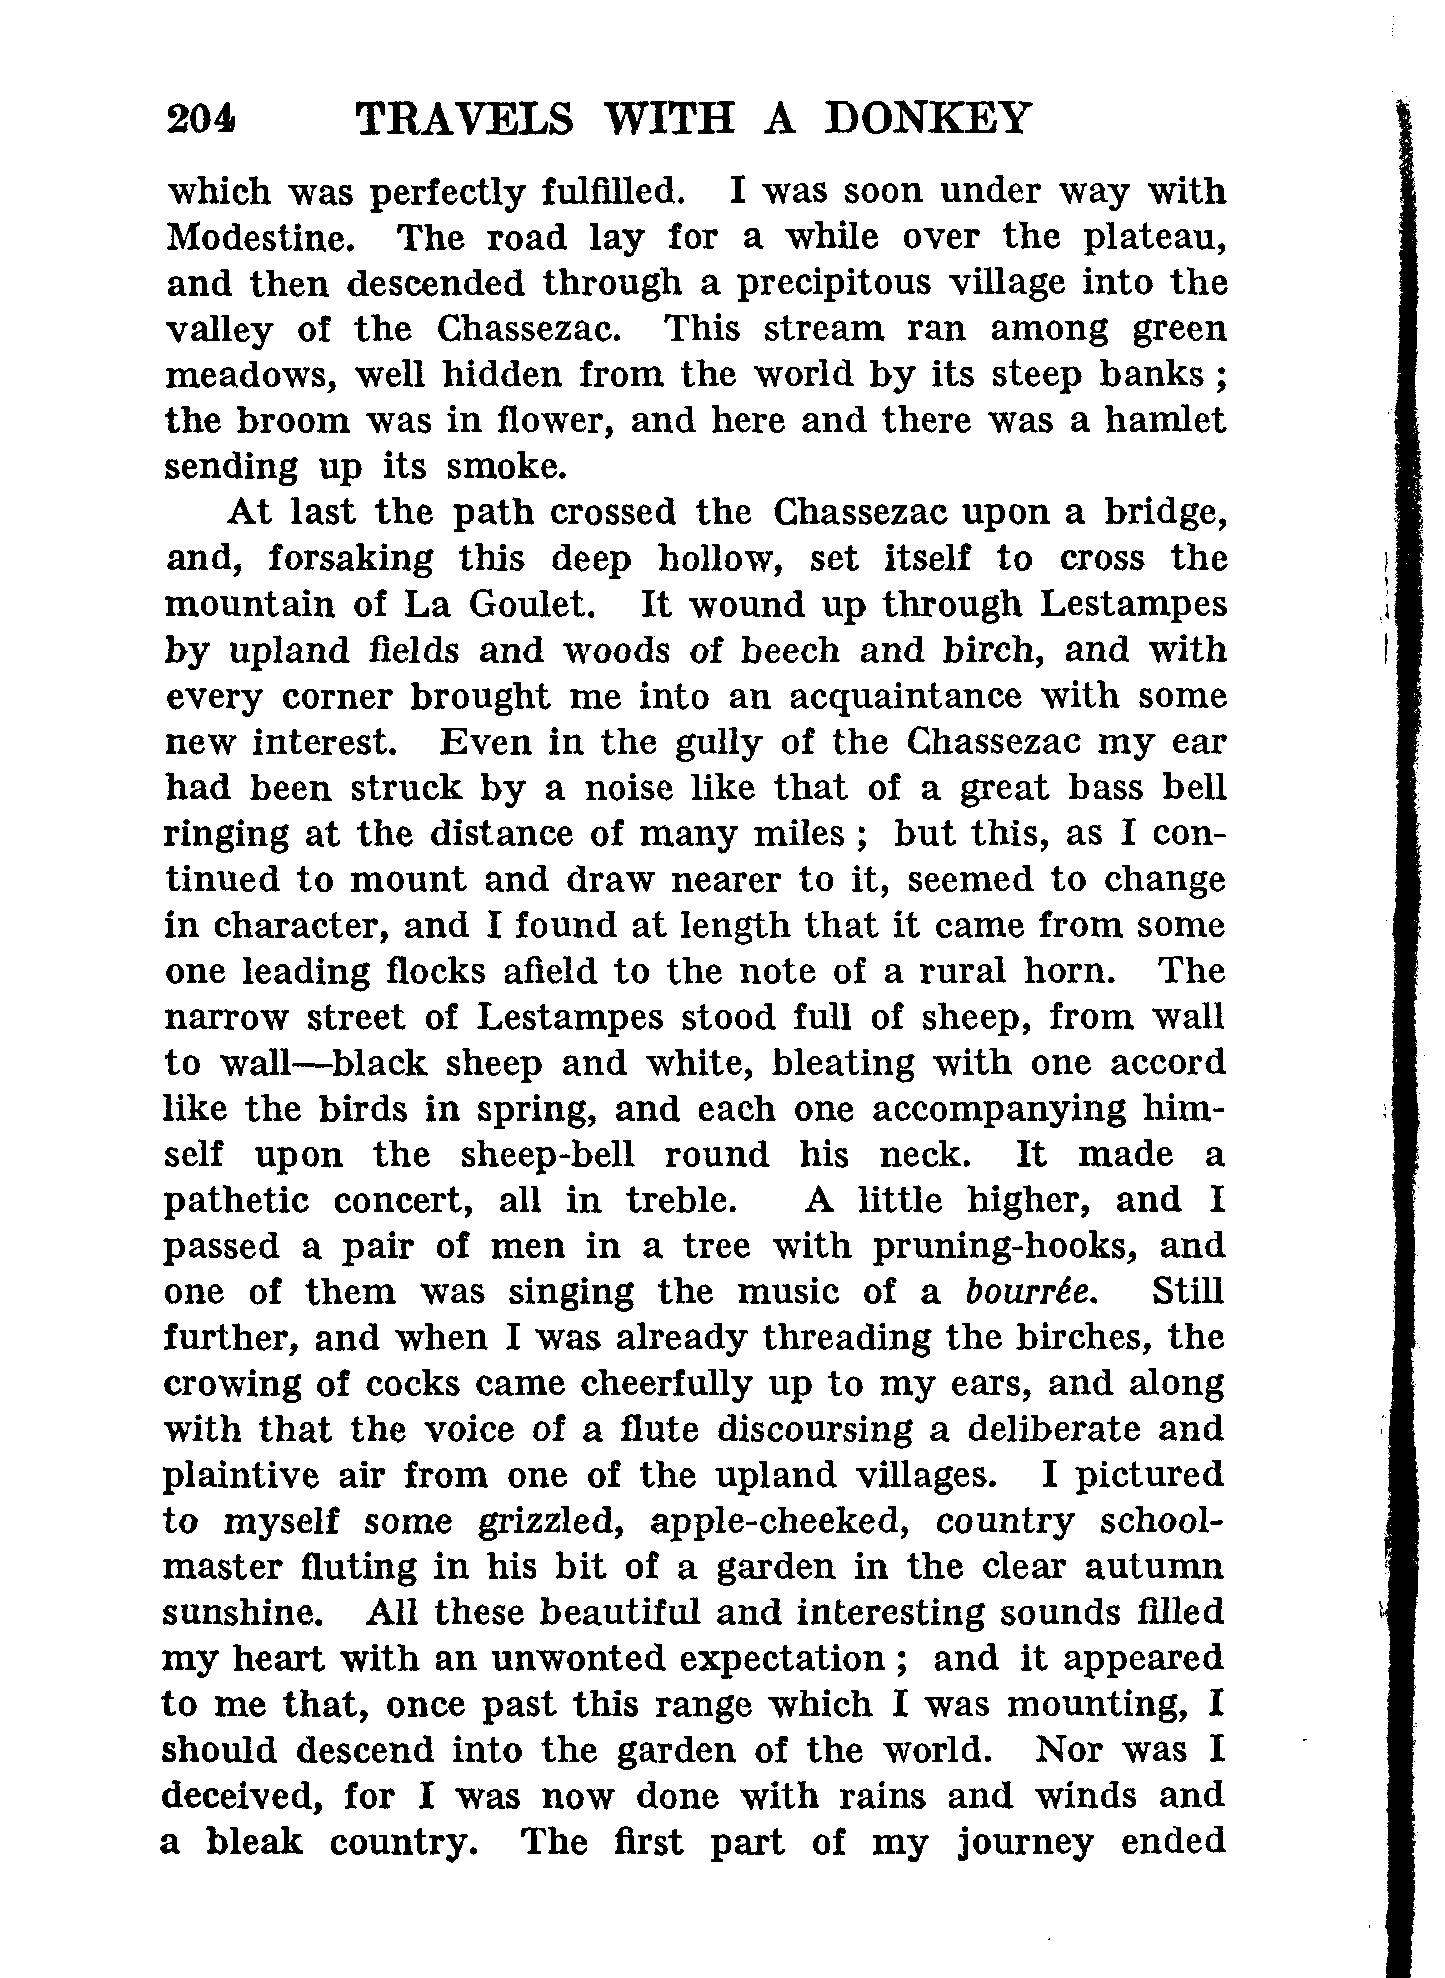 204 TRAVELS WITH A DONKEY
which was perfectly fulfilled. I was soon under way with
Modestine. The road lay for a while over the plateau,
and then descended through a precipitous village into the
valley of the Chassezac. This stream ran among green
meadows, well hidden from the world by its steep banks ;
the broom was in flower, and here and there was a hamlet
sending up its smoke.
At last the path crossed the Chassezac upon a bridge,
and, forsaking this deep hollow, set itself to cross the
mountain of La Goulet. It wound up through Lestampes
by upland fields and woods of beech and birch, and with
every corner brought me into an acquaintance with some
new interest. Even in the gully of the Chassezac my ear
had been struck by a noise like that of a great bass bell
ringing at the distance of many miles ; but this, as I con-
tinued to mount and draw nearer to it, seemed to change
in character, and I found at length that it came from some
one leading flocks afield to the note of a rural horn. The
narrow street of Lestampes stood full of sheep, from wall
to wall—black sheep and white, bleating with one accord
like the birds in spring, and each one accompanying him-
self upon the sheep-bell round his neck. It made a
pathetic concert, all in treble. A little higher, and I
passed a pair of men in a tree with pruning-hooks, and
one of them was singing the music of a bourrée. Still
further, and when I was already threading the birches, the
crowing of cocks came cheerfully up to my ears, and along
with that the voice of a flute discoursing a deliberate and
plaintive air from one of the upland villages. I pictured
to myself some grizzled, apple-cheeked, country school-
master fluting in his bit of a garden in the clear autumn
sunshine. All these beautiful and interesting sounds filled
my heart with an unwonted expectation ; and it appeared
to me that, once past this range which I was mounting, I
should descend into the garden of the world. Nor was I
deceived, for I was now done with rains and winds and
a bleak country. The first part of my journey ended